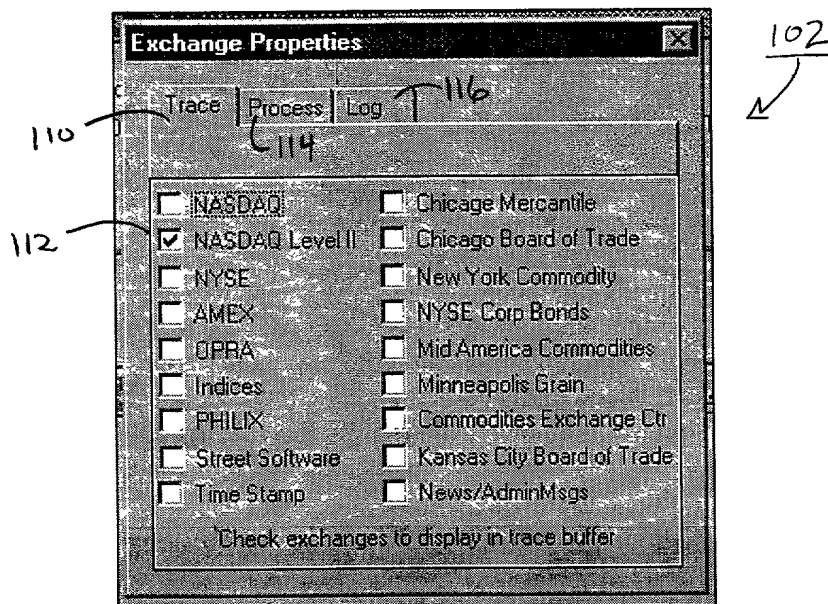 Exchange Properties
102
Trace
Process
Log
116
110
114
112
NASDAQ
Chicago Mercantile
NASDAQ Level II
Chicago Board of Trade
NYSE
New York Commodity
AMEX
NYSE Corp Bonds
OPRA
Mid America Commodities
Indices
Minneapolis Grain
PHILIX
Commodities Exchange Ctr
Street Software
Kansas City Board of Trade
Time Stamp
News/AdminMsgs
Check exchanges to display in trace buffer